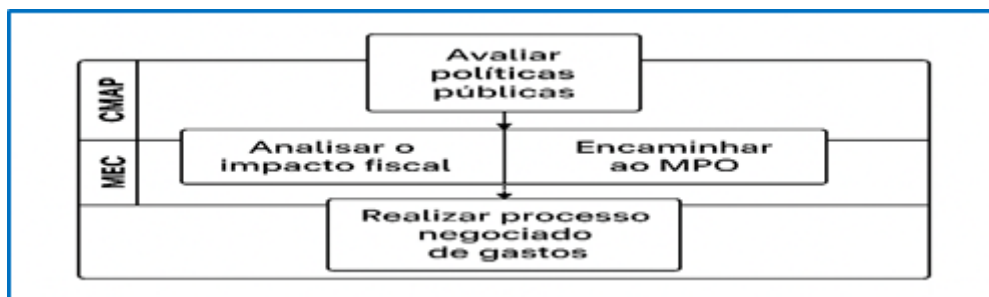 Avaliar
políticas
públicas
CMAP
Analisar o
impacto fiscal
Encaminhar
ao MPO
MEC
Realizar processo
negociado
de gastos